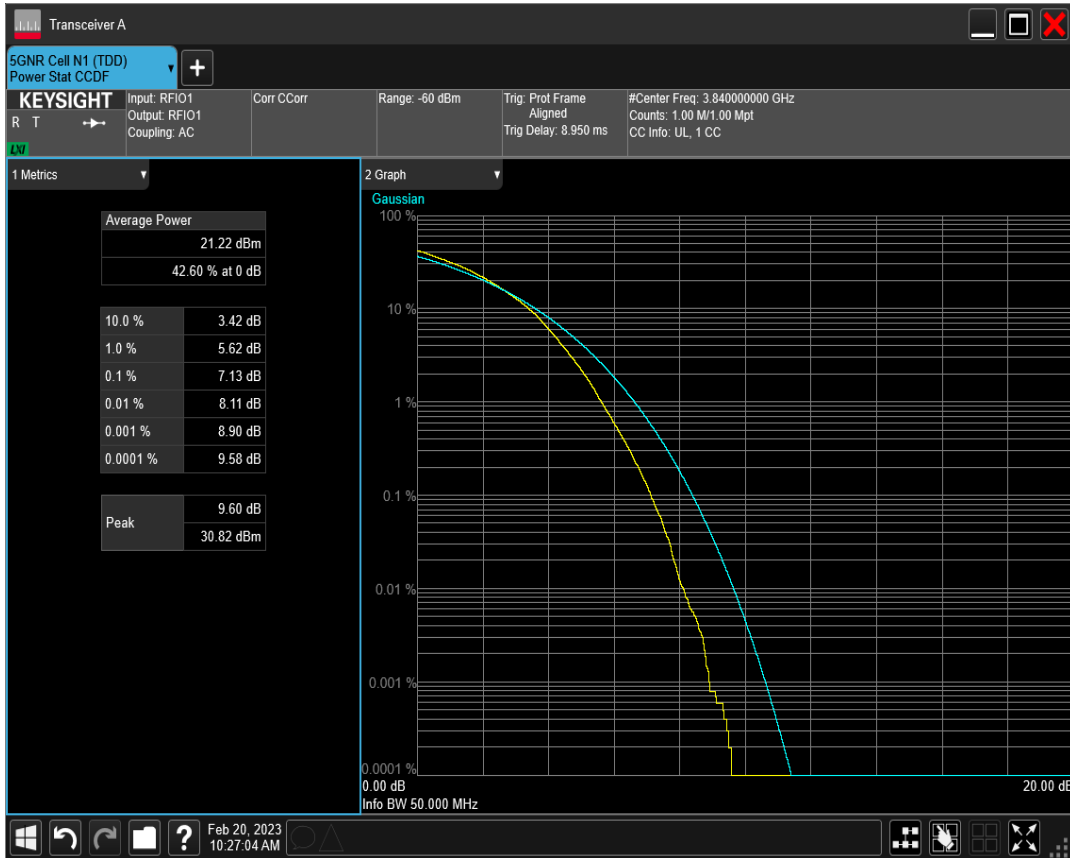 Transceiver A
5GNR Cell N1 (TDD)
Power Stat CCDF
+
KEYSIGHT
R T
LXI
Input: RFIO1
Output: RFIO1
Coupling: AC
Corr CCorr
Range: -60 dBm
Trig: Prot Frame
Aligned
Trig Delay: 8.950 ms
#Center Freq: 3.840000000 GHz
Counts: 1.00 M/1.00 Mpt
CC Info: UL, 1 CC
1 Metrics
Average Power
21.22 dBm
42.60 % at 0 dB
10.0 % 3.42 dB
1.0 % 5.62 dB
0.1 % 7.13 dB
0.01 % 8.11 dB
0.001 % 8.90 dB
0.0001 % 9.58 dB
Peak
9.60 dB
30.82 dBm
2 Graph
Gaussian
100 %
10 %
1 %
0.1 %
0.01 %
0.001 %
0.0001 %
0.00 dB
20.00 dB
Info BW 50.000 MHz
?
Feb 20, 2023
10:27:04 AM